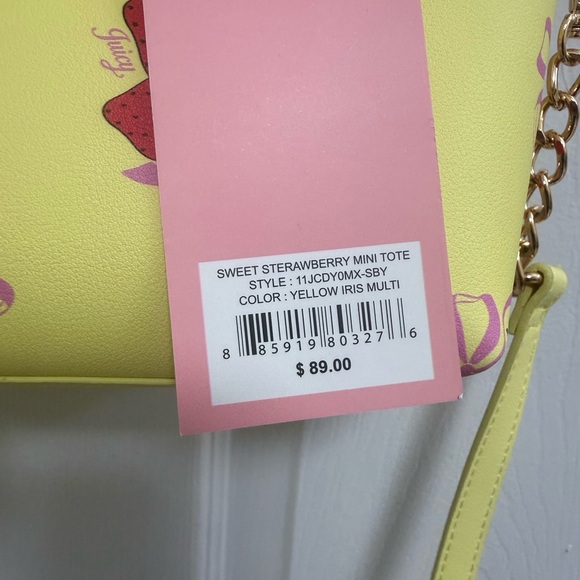 Juicy
SWEET STERAWBERRY MINI TOTE
STYLE : 11JCDY0MX-SBY
COLOR : YELLOW IRIS MULTI
8 85919 80327 6
$ 89.00